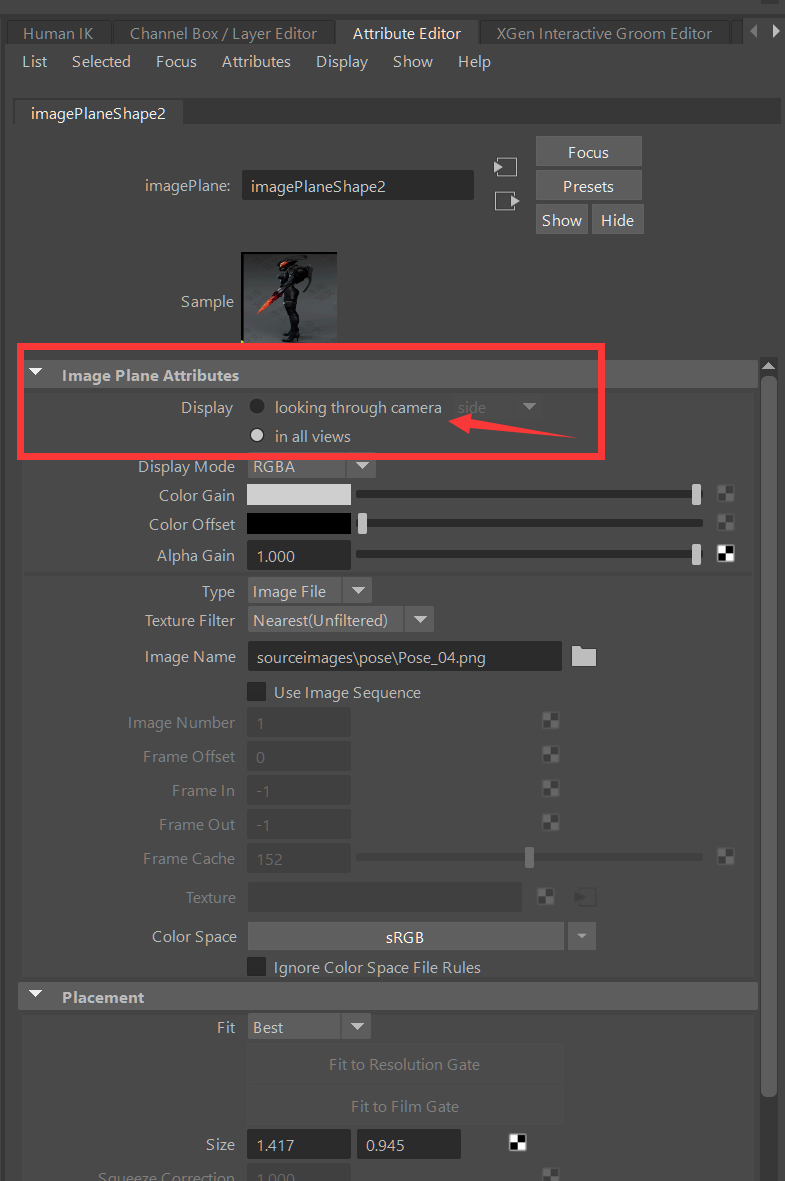 Human IK Channel Box / Layer Editor Attribute Editor XGen Interactive Groom Editor
List Selected Focus Attributes Display Show Help
imagePlaneShape2
Focus
imagePlane: imagePlaneShape2 Presets
Show Hide
Sample
Image Plane Attributes
Display looking through camera side
in all views
Display Mode RGBA
Color Gain
Color Offset
Alpha Gain 1.000
Type Image File
Texture Filter Nearest(Unfiltered)
Image Name sourceimages\pose\Pose_04.png
Use Image Sequence
Image Number 1
Frame Offset 0
Frame In -1
Frame Out -1
Frame Cache 152
Texture
Color Space sRGB
Ignore Color Space File Rules
Placement
Fit Best
Fit to Resolution Gate
Fit to Film Gate
Size 1.417 0.945
Squeeze Correction 1.000